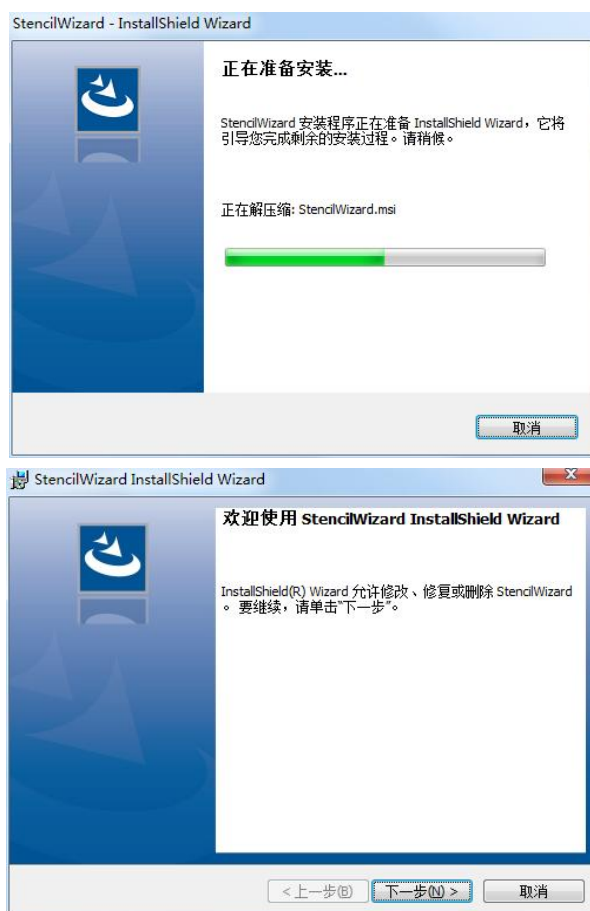 StencilWizard - InstallShield Wizard
正在准备安装...
StencilWizard 安装程序正在准备 InstallShield Wizard，它将
引导您完成剩余的安装过程。请稍候。
正在解压缩: StencilWizard.msi
取消
StencilWizard InstallShield Wizard
欢迎使用 StencilWizard InstallShield Wizard
InstallShield(R) Wizard 允许修改、修复或删除 StencilWizard
。要继续，请单击“下一步”。
< 上一步(B)
下一步(N) >
取消